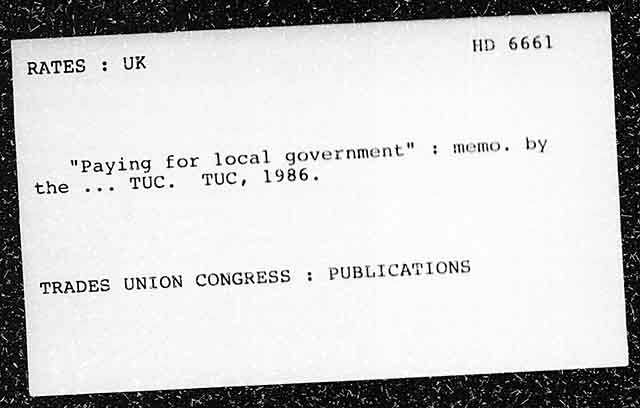 HD 6661
RATES : UK
"Paying for local government" : memo. by
the ... TUC. TUC, 1986.
TRADES UNION CONGRESS : PUBLICATIONS